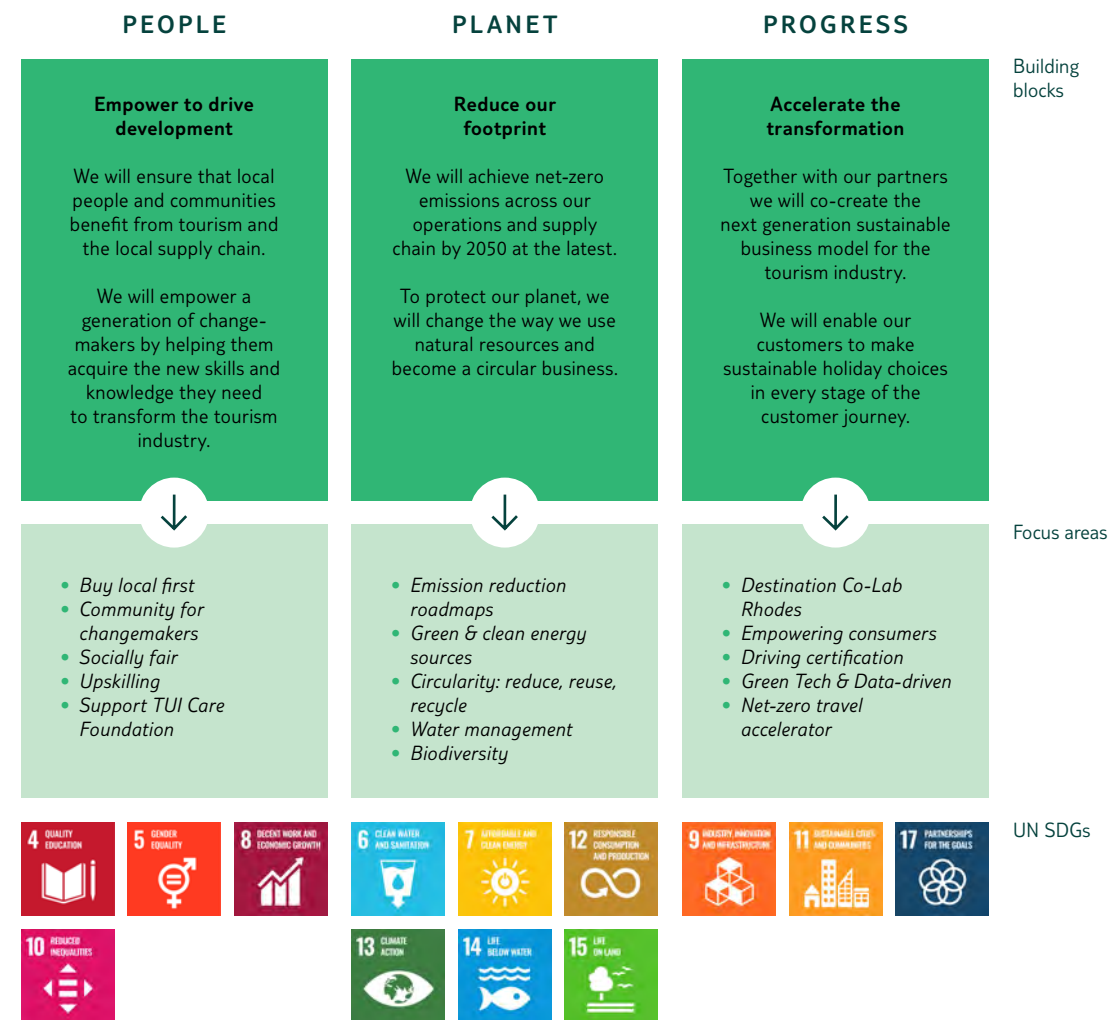 PEOPLE
PLANET
PROGRESS
Building
blocks
Empower to drive
development
We will ensure that local
people and communities
benefit from tourism and
the local supply chain.
We will empower a
generation of change-
makers by helping them
acquire the new skills and
knowledge they need
to transform the tourism
industry.
Reduce our
footprint
We will achieve net-zero
emissions across our
operations and supply
chain by 2050 at the latest.
To protect our planet, we
will change the way we use
natural resources and
become a circular business.
Accelerate the
transformation
Together with our partners
we will co-create the
next generation sustainable
business model for the
tourism industry.
We will enable our
customers to make
sustainable holiday choices
in every stage of the
customer journey.
Focus areas
• Buy local first
• Community for
changemakers
• Socially fair
• Upskilling
• Support TUI Care
Foundation
• Emission reduction
roadmaps
• Green & clean energy
sources
• Circularity: reduce, reuse,
recycle
• Water management
• Biodiversity
• Destination Co-Lab
Rhodes
• Empowering consumers
• Driving certification
• Green Tech & Data-driven
• Net-zero travel
accelerator
UN SDGs
4 QUALITY
EDUCATION
5 GENDER
EQUALITY
8 DECENT WORK AND
ECONOMIC GROWTH
10 REDUCED
INEQUALITIES
6 CLEAN WATER
AND SANITATION
7 AFFORDABLE AND
CLEAN ENERGY
12 RESPONSIBLE
CONSUMPTION
AND PRODUCTION
13 CLIMATE
ACTION
14 LIFE
BELOW WATER
15 LIFE
ON LAND
9 INDUSTRY, INNOVATION
AND INFRASTRUCTURE
11 SUSTAINABLE CITIES
AND COMMUNITIES
17 PARTNERSHIPS
FOR THE GOALS